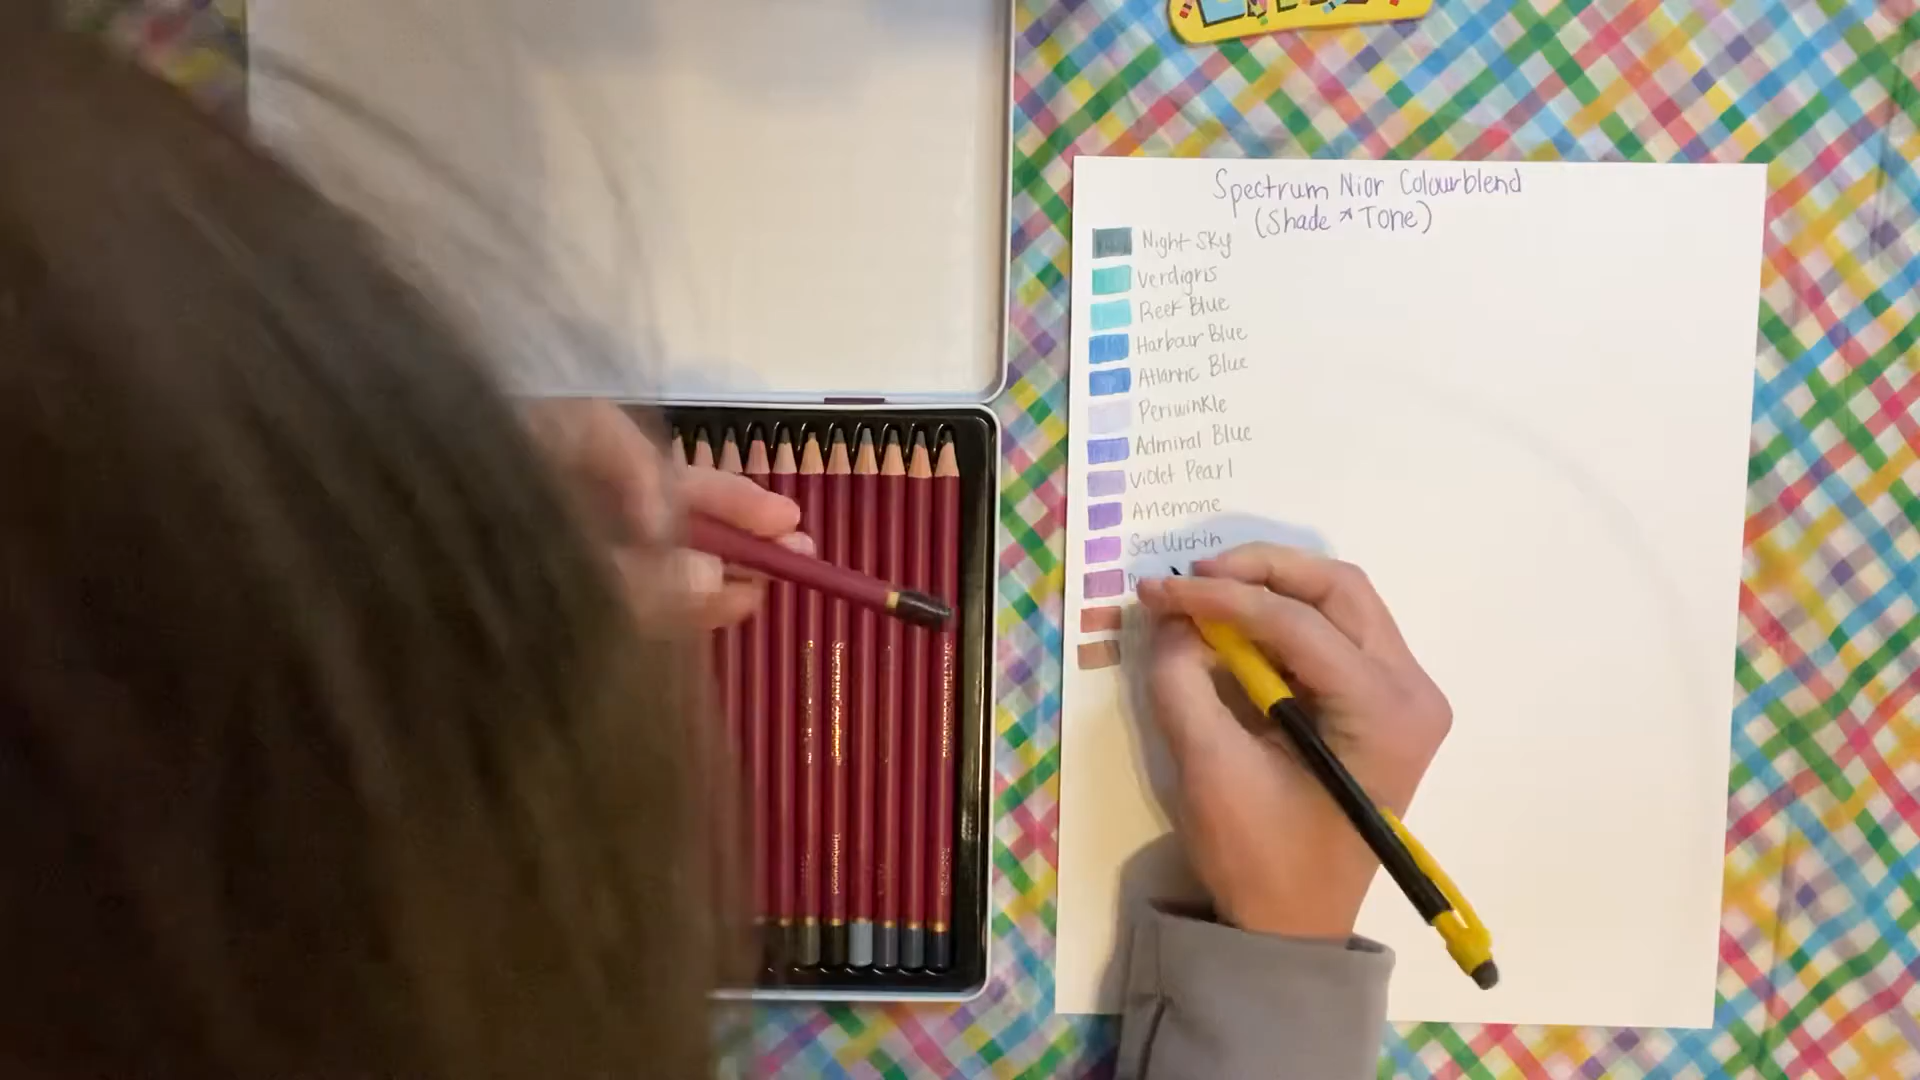 Spectrum Nior Colourblend
(Shade & Tone)
Night Sky
Verdigris
Reef Blue
Harbour Blue
Atlantic Blue
Periwinkle
Admiral Blue
Violet Pearl
Anemone
Sea Urchin
Timberwood